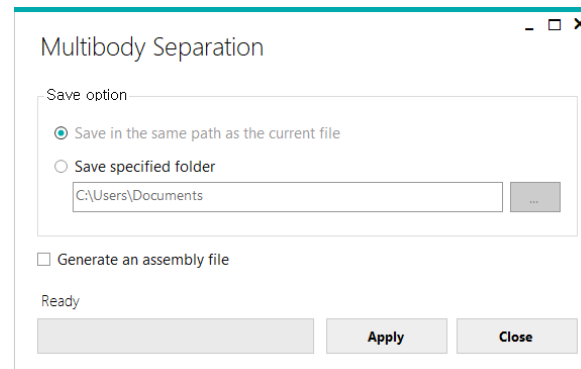 Multibody Separation
Save option
Save in the same path as the current file
Save specified folder
C:\Users\Documents
...
Generate an assembly file
Ready
Apply Close